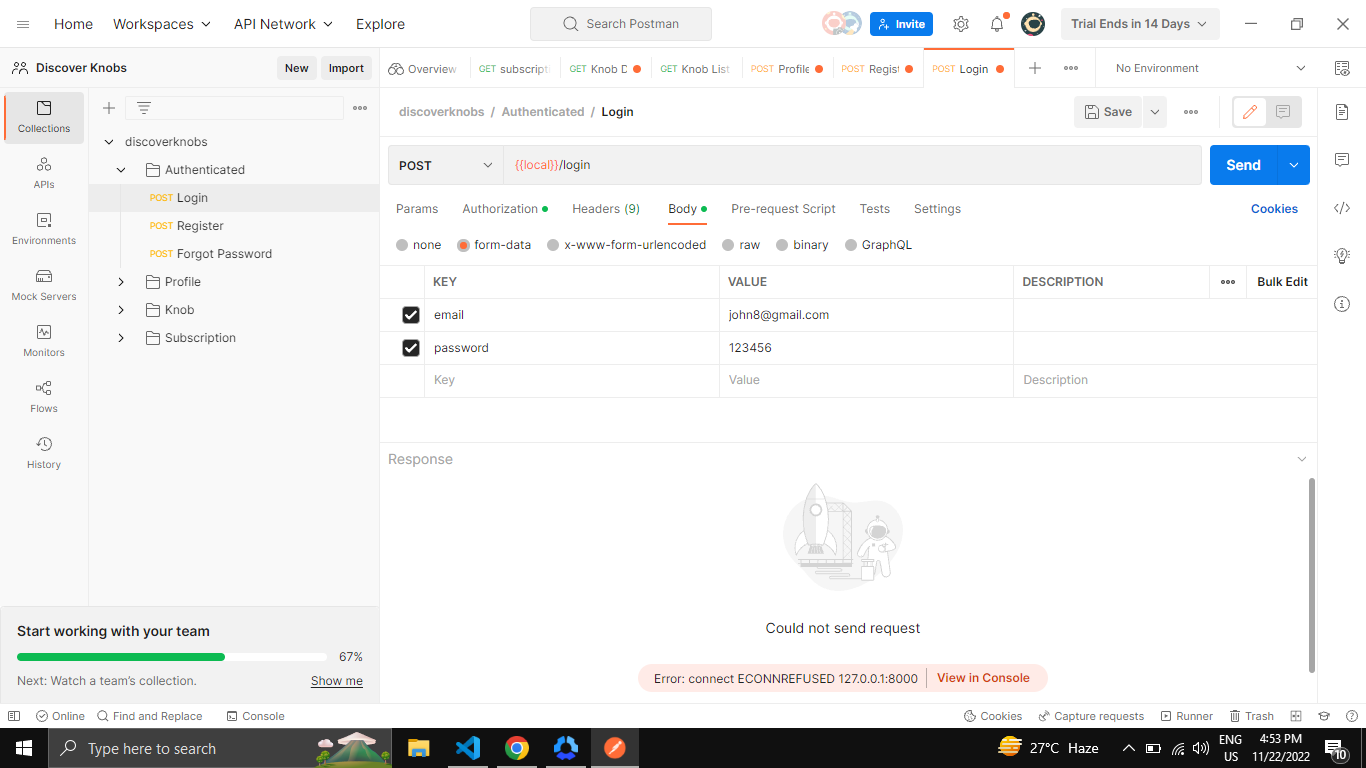 Home Workspaces API Network Explore Search Postman Invite Trial Ends in 14 Days
Discover Knobs New Import Overview GET subscript GET Knob D GET Knob List POST Profile POST Regist POST Login No Environment
discoverknobs / Authenticated / Login Save
Collections
APIs
Environments
Mock Servers
Monitors
Flows
History
discoverknobs
Authenticated
POST Login
POST Register
POST Forgot Password
Profile
Knob
Subscription
POST {{local}}/login Send
Params Authorization Headers (9) Body Pre-request Script Tests Settings Cookies
none form-data x-www-form-urlencoded raw binary GraphQL
KEY VALUE DESCRIPTION Bulk Edit
email john8@gmail.com
password 123456
Key Value Description
Response
Could not send request
Error: connect ECONNREFUSED 127.0.0.1:8000 View in Console
Start working with your team
67%
Next: Watch a team's collection. Show me
Online Find and Replace Console Cookies Capture requests Runner Trash
Type here to search 27°C Haze ENG US 4:53 PM 11/22/2022 10